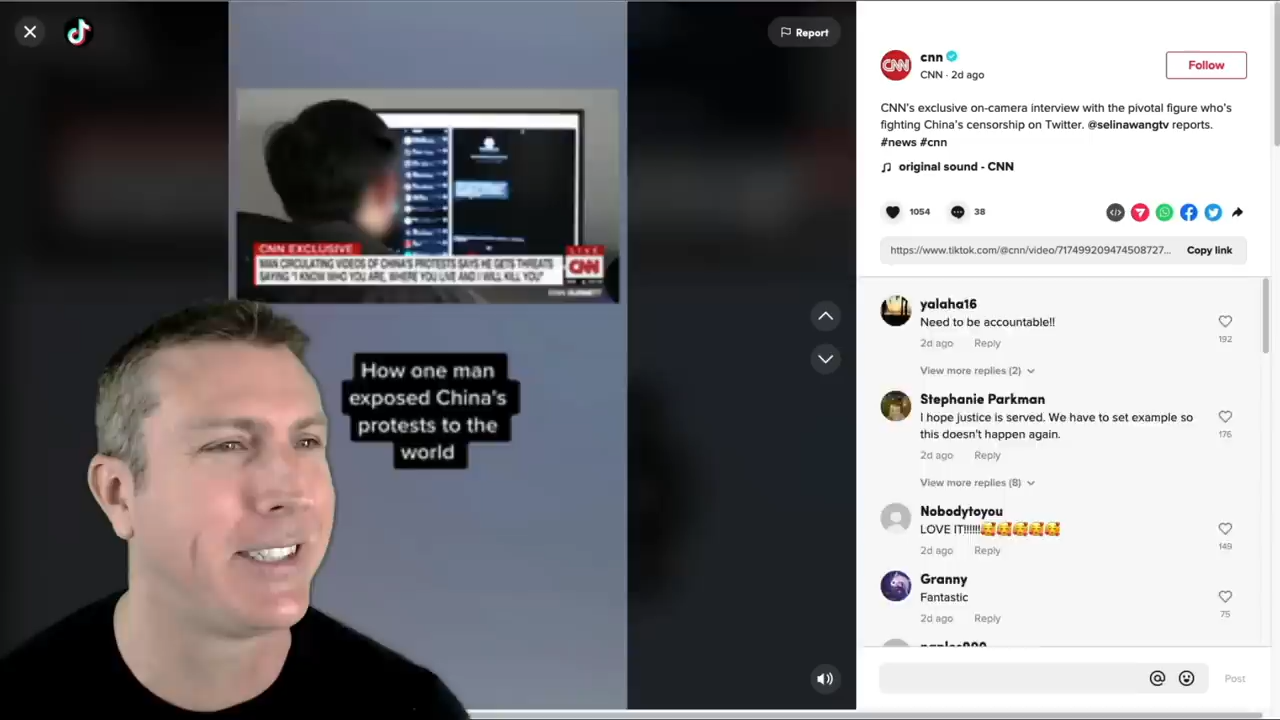 Report
CNN EXCLUSIVE
MAN CIRCULATING VIDEOS OF CHINA'S PROTESTS SAYS HE GETS THREATS
SAYING "I KNOW WHO YOU ARE, WHERE YOU LIVE AND I WILL KILL YOU"
LIVE
CNN
How one man
exposed China's
protests to the
world
CNN
cnn
CNN · 2d ago
Follow
CNN's exclusive on-camera interview with the pivotal figure who's
fighting China's censorship on Twitter. @selinawangtv reports.
#news #cnn
original sound - CNN
1054
38
https://www.tiktok.com/@cnn/video/717499209474508727...
Copy link
yalaha16
Need to be accountable!!
192
2d ago Reply
View more replies (2)
Stephanie Parkman
I hope justice is served. We have to set example so
this doesn't happen again.
176
2d ago Reply
View more replies (8)
Nobodytoyou
LOVE IT!!!!!!🥰🥰🥰🥰🥰
149
2d ago Reply
Granny
Fantastic
75
2d ago Reply
@
Post